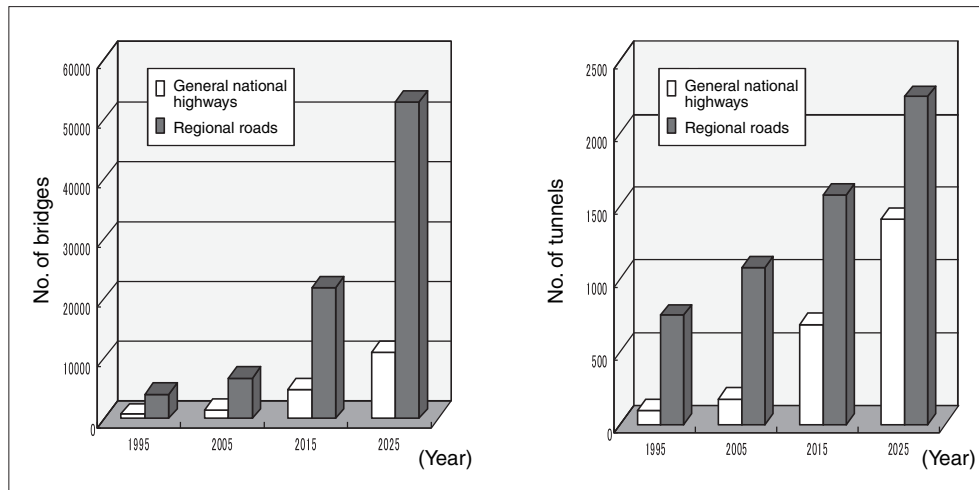 No. of bridges
60000
50000
40000
30000
20000
10000
0
General national
highways
Regional roads
1995 2005 2015 2025
(Year)
No. of tunnels
2500
2000
1500
1000
500
0
General national
highways
Regional roads
1995 2005 2015 2025
(Year)